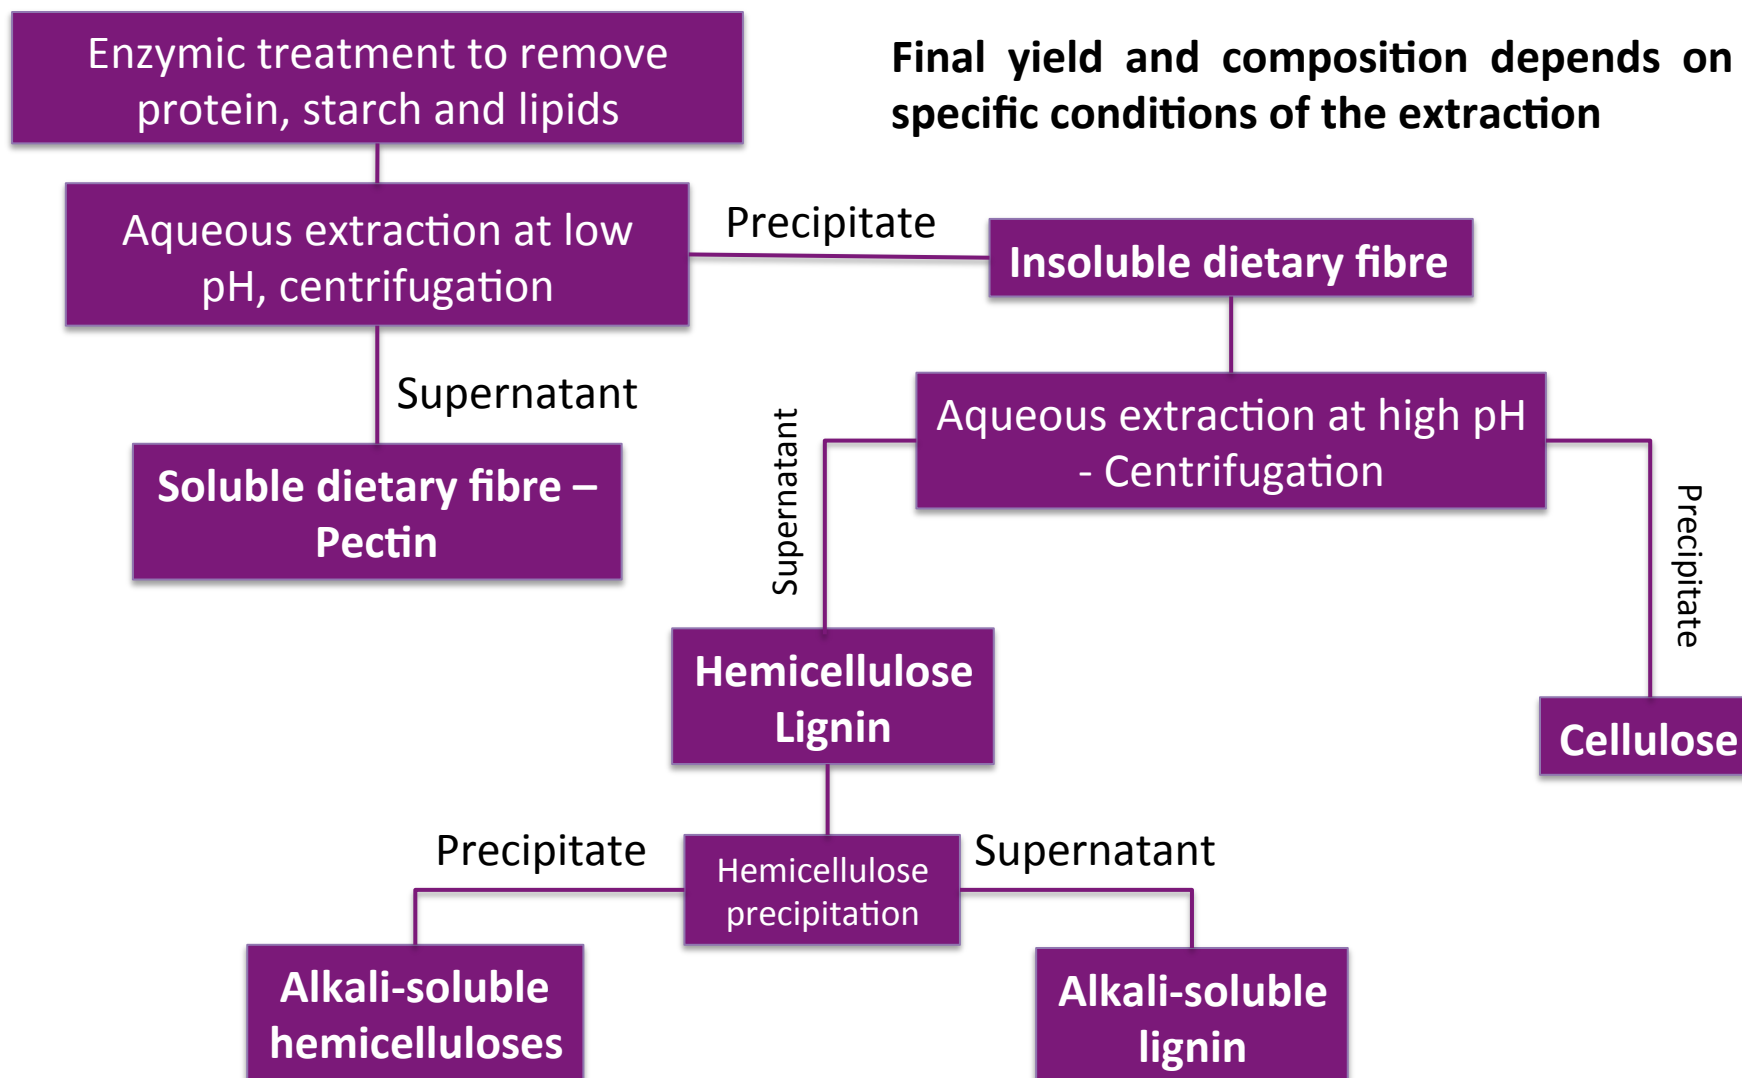 Enzymic treatment to remove
protein, starch and lipids
Final yield and composition depends on
specific conditions of the extraction
Aqueous extraction at low
pH, centrifugation
Precipitate
Insoluble dietary fibre
Supernatant
Soluble dietary fibre –
Pectin
Aqueous extraction at high pH
- Centrifugation
Supernatant
Precipitate
Hemicellulose
Lignin
Cellulose
Precipitate
Hemicellulose
precipitation
Supernatant
Alkali-soluble
hemicelluloses
Alkali-soluble
lignin